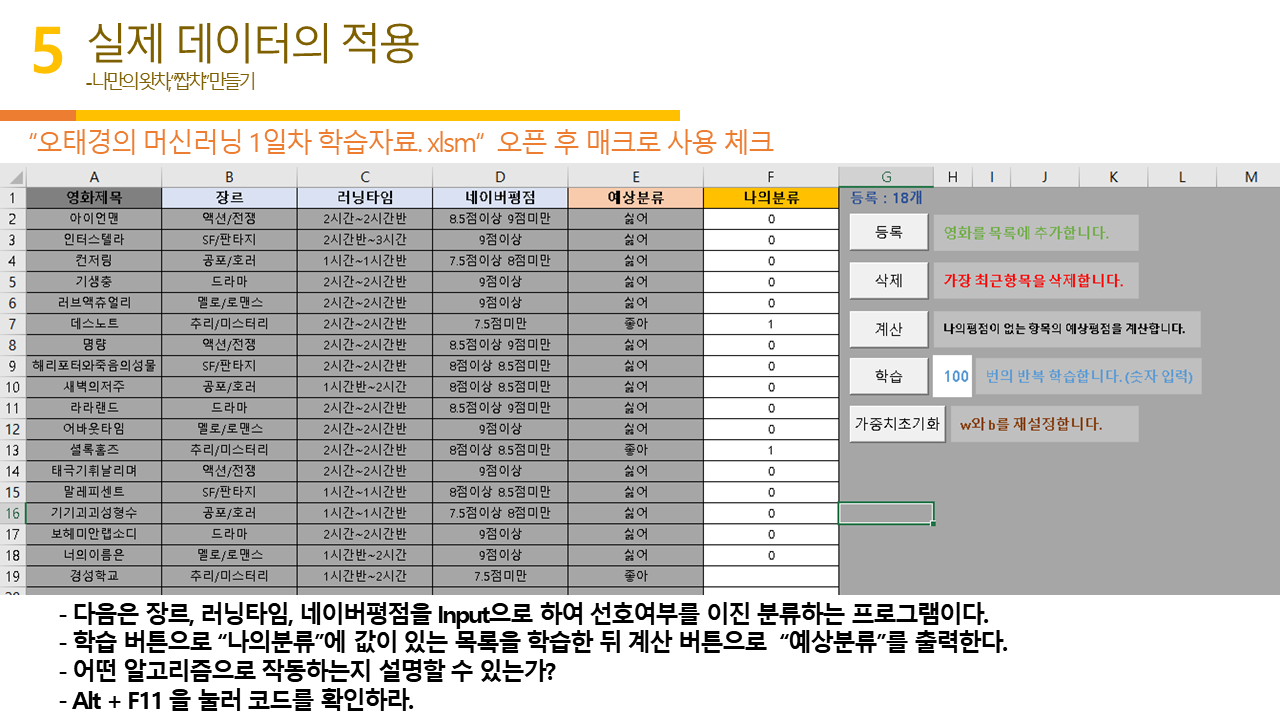 5 실제 데이터의 적용
-나만의 왓챠,“짭챠”만들기
“오태경의 머신러닝 1일차 학습자료. xlsm“ 오픈 후 매크로 사용 체크
A B C D E F G H I J K L M
1 영화제목 장르 러닝타임 네이버평점 예상분류 나의분류 등록 : 18개
2 아이언맨 액션/전쟁 2시간~2시간반 8.5점이상 9점미만 싫어 0
등록 영화를 목록에 추가합니다.
3 인터스텔라 SF/판타지 2시간반~3시간 9점이상 싫어 0
4 컨저링 공포/호러 1시간~1시간반 7.5점이상 8점미만 싫어 0
삭제 가장 최근항목을 삭제합니다.
5 기생충 드라마 2시간~2시간반 9점이상 싫어 0
6 러브액츄얼리 멜로/로맨스 2시간~2시간반 9점이상 싫어 0
7 데스노트 추리/미스터리 2시간~2시간반 7.5점미만 좋아 1
계산 나의평점이 없는 항목의 예상평점을 계산합니다.
8 명량 액션/전쟁 2시간~2시간반 8.5점이상 9점미만 싫어 0
9 해리포터와죽음의성물 SF/판타지 2시간~2시간반 8점이상 8.5점미만 싫어 0
학습 100 번의 반복 학습합니다.(숫자 입력)
10 새벽의저주 공포/호러 1시간반~2시간 8점이상 8.5점미만 싫어 0
11 라라랜드 드라마 2시간~2시간반 8.5점이상 9점미만 싫어 0
가중치초기화 w와 b를 재설정합니다.
12 어바웃타임 멜로/로맨스 2시간~2시간반 9점이상 싫어 0
13 셜록홈즈 추리/미스터리 2시간~2시간반 8점이상 8.5점미만 좋아 1
14 태극기휘날리며 액션/전쟁 2시간~2시간반 9점이상 싫어 0
15 말레피센트 SF/판타지 1시간~1시간반 8점이상 8.5점미만 싫어 0
16 기기괴괴성형수 공포/호러 1시간~1시간반 7.5점이상 8점미만 싫어 0
17 보헤미안랩소디 드라마 2시간~2시간반 9점이상 싫어 0
18 너의이름은 멜로/로맨스 1시간반~2시간 9점이상 싫어 0
19 경성학교 추리/미스터리 1시간반~2시간 7.5점미만 좋아
- 다음은 장르, 러닝타임, 네이버평점을 Input으로 하여 선호여부를 이진 분류하는 프로그램이다.
- 학습 버튼으로 “나의분류”에 값이 있는 목록을 학습한 뒤 계산 버튼으로 “예상분류”를 출력한다.
- 어떤 알고리즘으로 작동하는지 설명할 수 있는가?
- Alt + F11 을 눌러 코드를 확인하라.